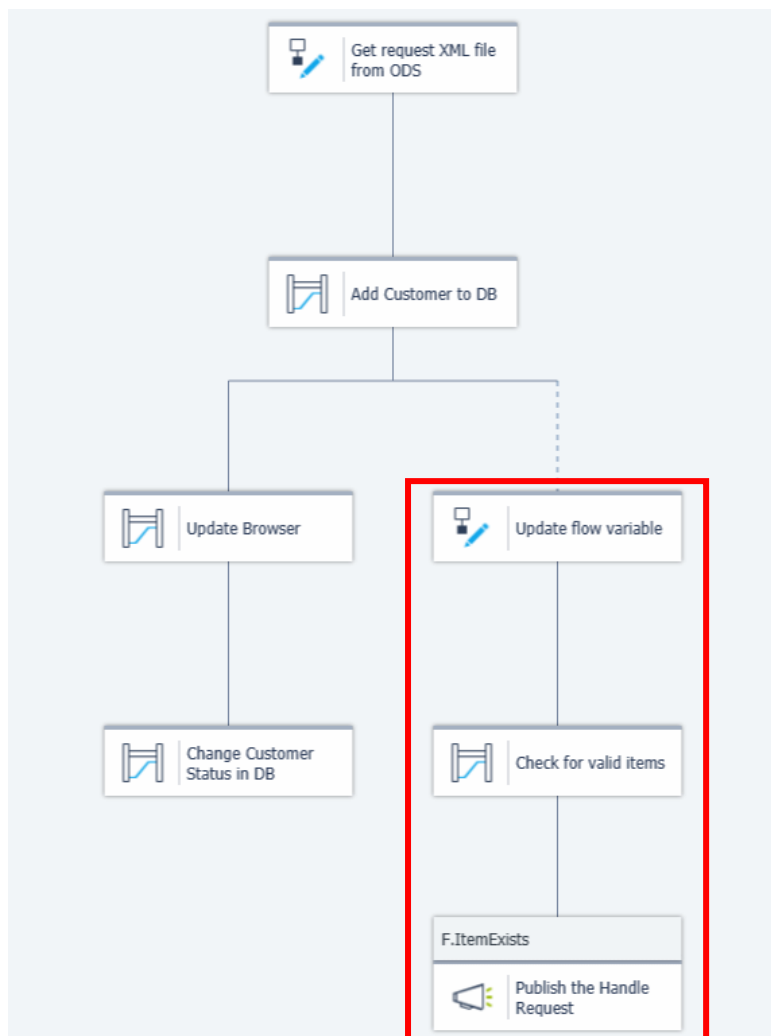 Get request XML file
from ODS
Add Customer to DB
Update Browser
Update flow variable
Change Customer
Status in DB
Check for valid items
F.ItemExists
Publish the Handle
Request